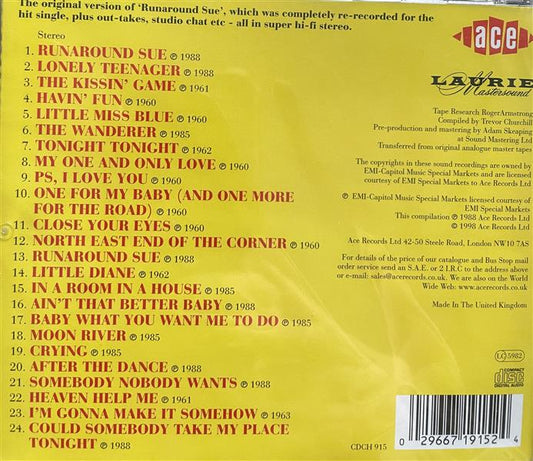 The original version of ‘Runaround Sue’, which was completely re-recorded for the
hit single, plus out-takes, studio chat etc - all in super hi-fi stereo.
Stereo
1. RUNAROUND SUE ℗ 1988
2. LONELY TEENAGER ℗ 1988
3. THE KISSIN’ GAME ℗ 1961
4. HAVIN’ FUN ℗ 1960
5. LITTLE MISS BLUE ℗ 1960
6. THE WANDERER ℗ 1985
7. TONIGHT TONIGHT ℗ 1962
8. MY ONE AND ONLY LOVE ℗ 1960
9. PS, I LOVE YOU ℗ 1960
10. ONE FOR MY BABY (AND ONE MORE
FOR THE ROAD) ℗ 1960
11. CLOSE YOUR EYES ℗ 1960
12. NORTH EAST END OF THE CORNER ℗ 1960
13. RUNAROUND SUE ℗ 1988
14. LITTLE DIANE ℗ 1962
15. IN A ROOM IN A HOUSE ℗ 1985
16. AIN’T THAT BETTER BABY ℗ 1988
17. BABY WHAT YOU WANT ME TO DO ℗ 1985
18. MOON RIVER ℗ 1985
19. CRYING ℗ 1985
20. AFTER THE DANCE ℗ 1988
21. SOMEBODY NOBODY WANTS ℗ 1988
22. HEAVEN HELP ME ℗ 1961
23. I’M GONNA MAKE IT SOMEHOW ℗ 1963
24. COULD SOMEBODY TAKE MY PLACE
TONIGHT ℗ 1988
ace
LAURIE
Mastersound
Tape Research RogerArmstrong
Compiled by Trevor Churchill
Pre-production and mastering by Adam Skeaping
at Sound Mastering Ltd
Transferred from original analogue master tapes
The copyrights in these sound recordings are owned by
EMI-Capitol Music Special Markets and are licensed
courtesy of EMI Special Markets to Ace Records Ltd
℗ EMI-Capitol Music Special Markets or courtesy of
EMI Special Markets
This compilation ℗ 1988 Ace Records Ltd
© 1998 Ace Records Ltd
Ace Records Ltd 42-50 Steele Road, London NW10 7AS
For details of the price of our catalogue and Bus Stop mail
order service send an S.A.E. or 2 I.R.C to the address above
or e-mail: sales@acerecords.co.uk. We are also on the World
Wide Web: www.acerecords.co.uk
Made In The United Kingdom
LC 5982
COMPACT
disc
DIGITAL AUDIO
CDCH 915
0 29667 19152 4